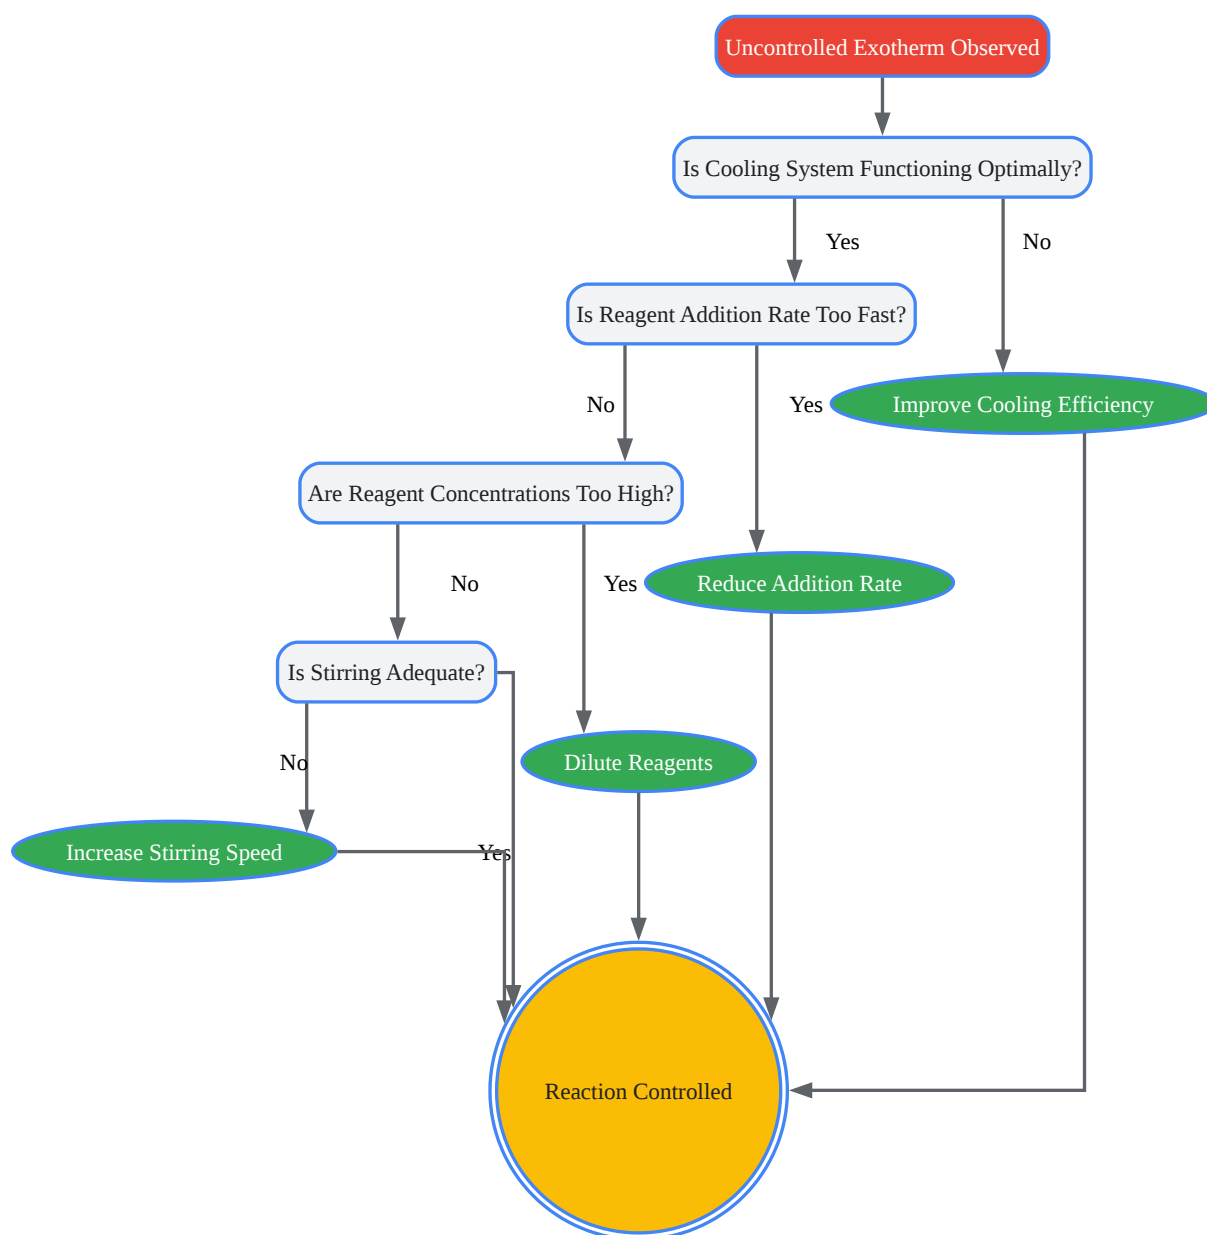 Uncontrolled Exotherm Observed
Is Cooling System Functioning Optimally?
Yes
No
Is Reagent Addition Rate Too Fast?
No
Yes
Improve Cooling Efficiency
Are Reagent Concentrations Too High?
No
Yes
Reduce Addition Rate
Is Stirring Adequate?
No
Dilute Reagents
Increase Stirring Speed
Yes
Reaction Controlled